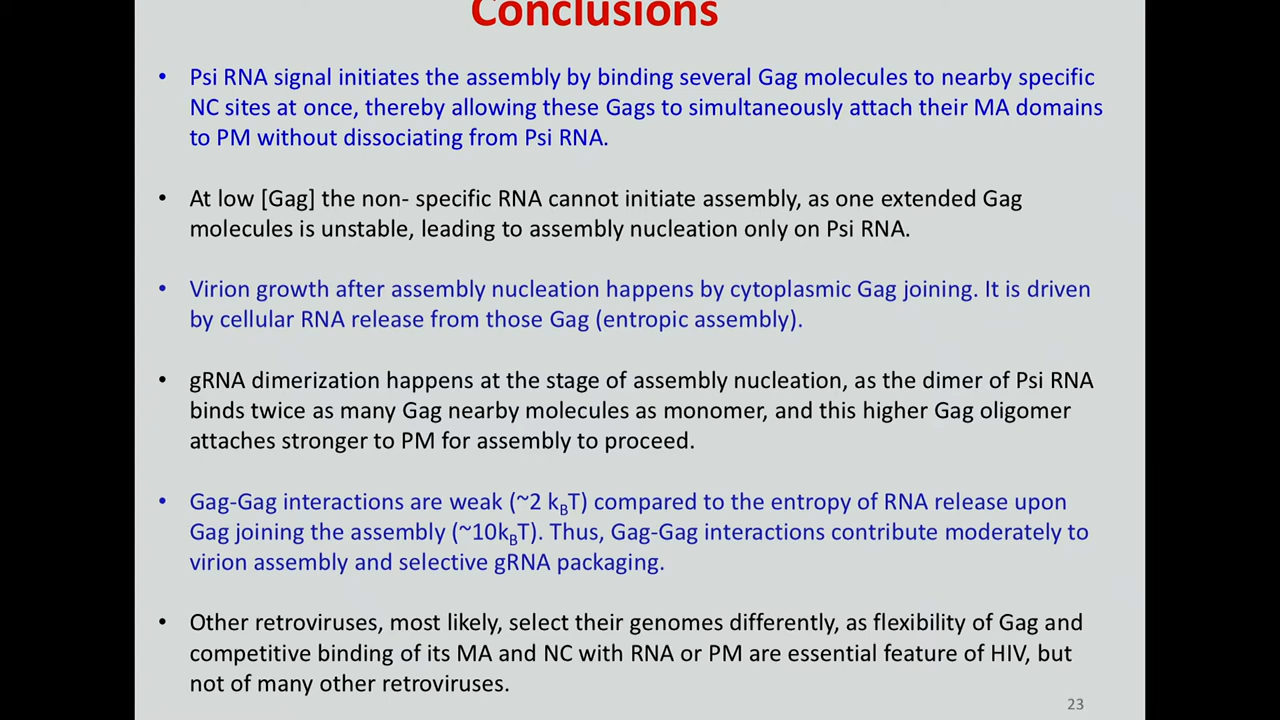 Conclusions
• Psi RNA signal initiates the assembly by binding several Gag molecules to nearby specific
NC sites at once, thereby allowing these Gags to simultaneously attach their MA domains
to PM without dissociating from Psi RNA.
• At low [Gag] the non- specific RNA cannot initiate assembly, as one extended Gag
molecules is unstable, leading to assembly nucleation only on Psi RNA.
• Virion growth after assembly nucleation happens by cytoplasmic Gag joining. It is driven
by cellular RNA release from those Gag (entropic assembly).
• gRNA dimerization happens at the stage of assembly nucleation, as the dimer of Psi RNA
binds twice as many Gag nearby molecules as monomer, and this higher Gag oligomer
attaches stronger to PM for assembly to proceed.
• Gag-Gag interactions are weak (~2 kBT) compared to the entropy of RNA release upon
Gag joining the assembly (~10kBT). Thus, Gag-Gag interactions contribute moderately to
virion assembly and selective gRNA packaging.
• Other retroviruses, most likely, select their genomes differently, as flexibility of Gag and
competitive binding of its MA and NC with RNA or PM are essential feature of HIV, but
not of many other retroviruses.
23